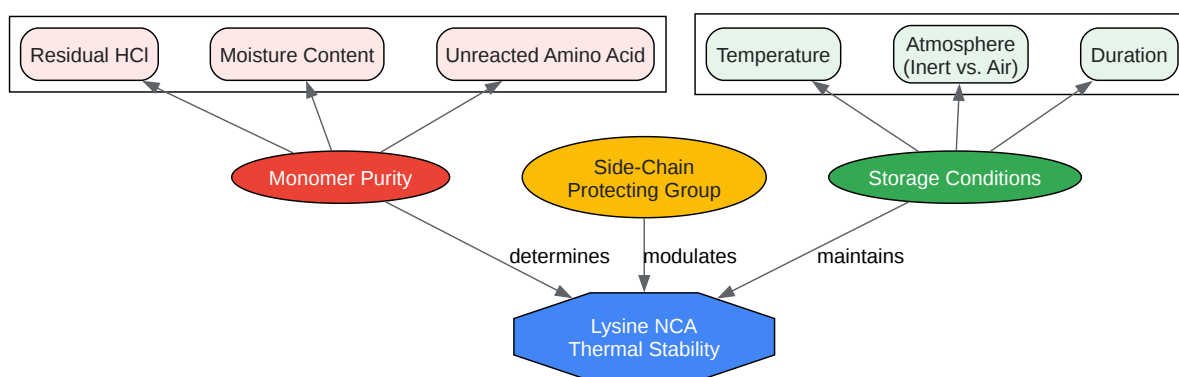 Residual HCl
Moisture Content
Unreacted Amino Acid
Temperature
Atmosphere
(Inert vs. Air)
Duration
Monomer Purity
Side-Chain
Protecting Group
Storage Conditions
determines
modulates
maintains
Lysine NCA
Thermal Stability